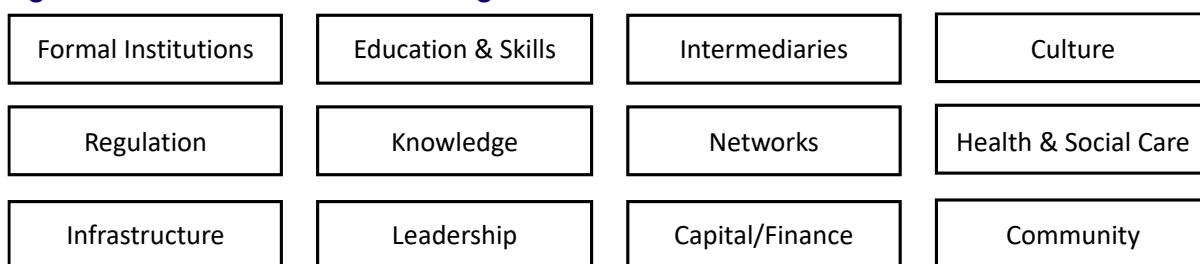 Formal Institutions
Education & Skills
Intermediaries
Culture
Regulation
Knowledge
Networks
Health & Social Care
Infrastructure
Leadership
Capital/Finance
Community